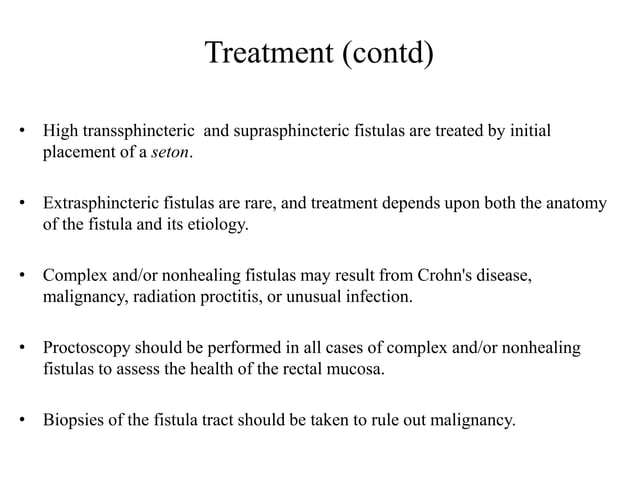 Treatment (contd)
• High transsphincteric  and suprasphincteric fistulas are treated by initial
placement of a seton.
• Extrasphincteric fistulas are rare, and treatment depends upon both the anatomy
of the fistula and its etiology.
• Complex and/or nonhealing fistulas may result from Crohn's disease,
malignancy, radiation proctitis, or unusual infection.
• Proctoscopy should be performed in all cases of complex and/or nonhealing
fistulas to assess the health of the rectal mucosa.
• Biopsies of the fistula tract should be taken to rule out malignancy.